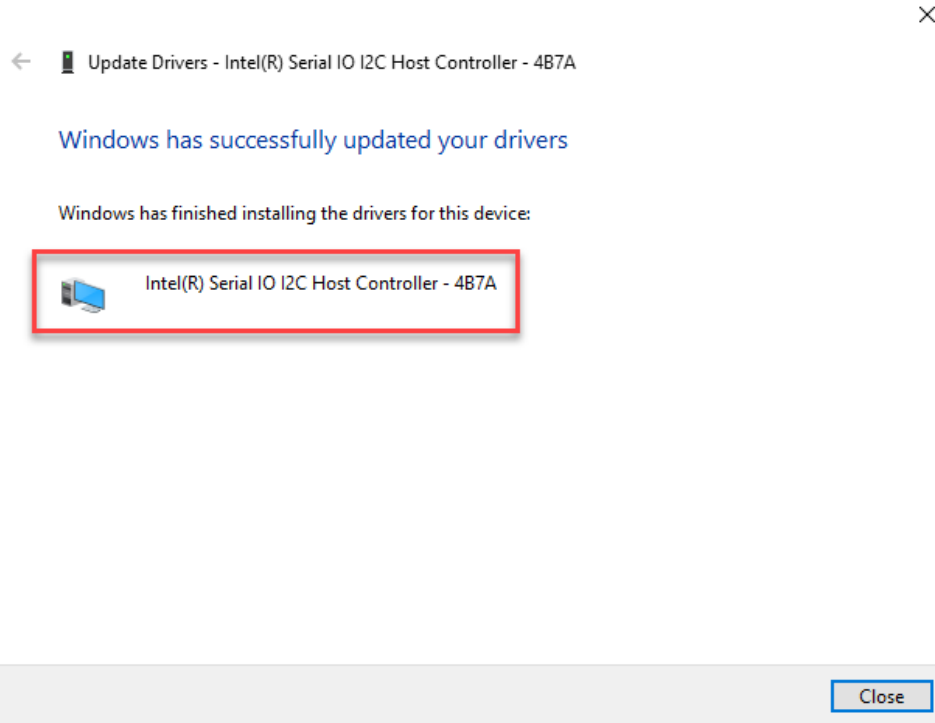 Update Drivers - Intel(R) Serial IO I2C Host Controller - 4B7A
Windows has successfully updated your drivers
Windows has finished installing the drivers for this device:
Intel(R) Serial IO I2C Host Controller - 4B7A
Close